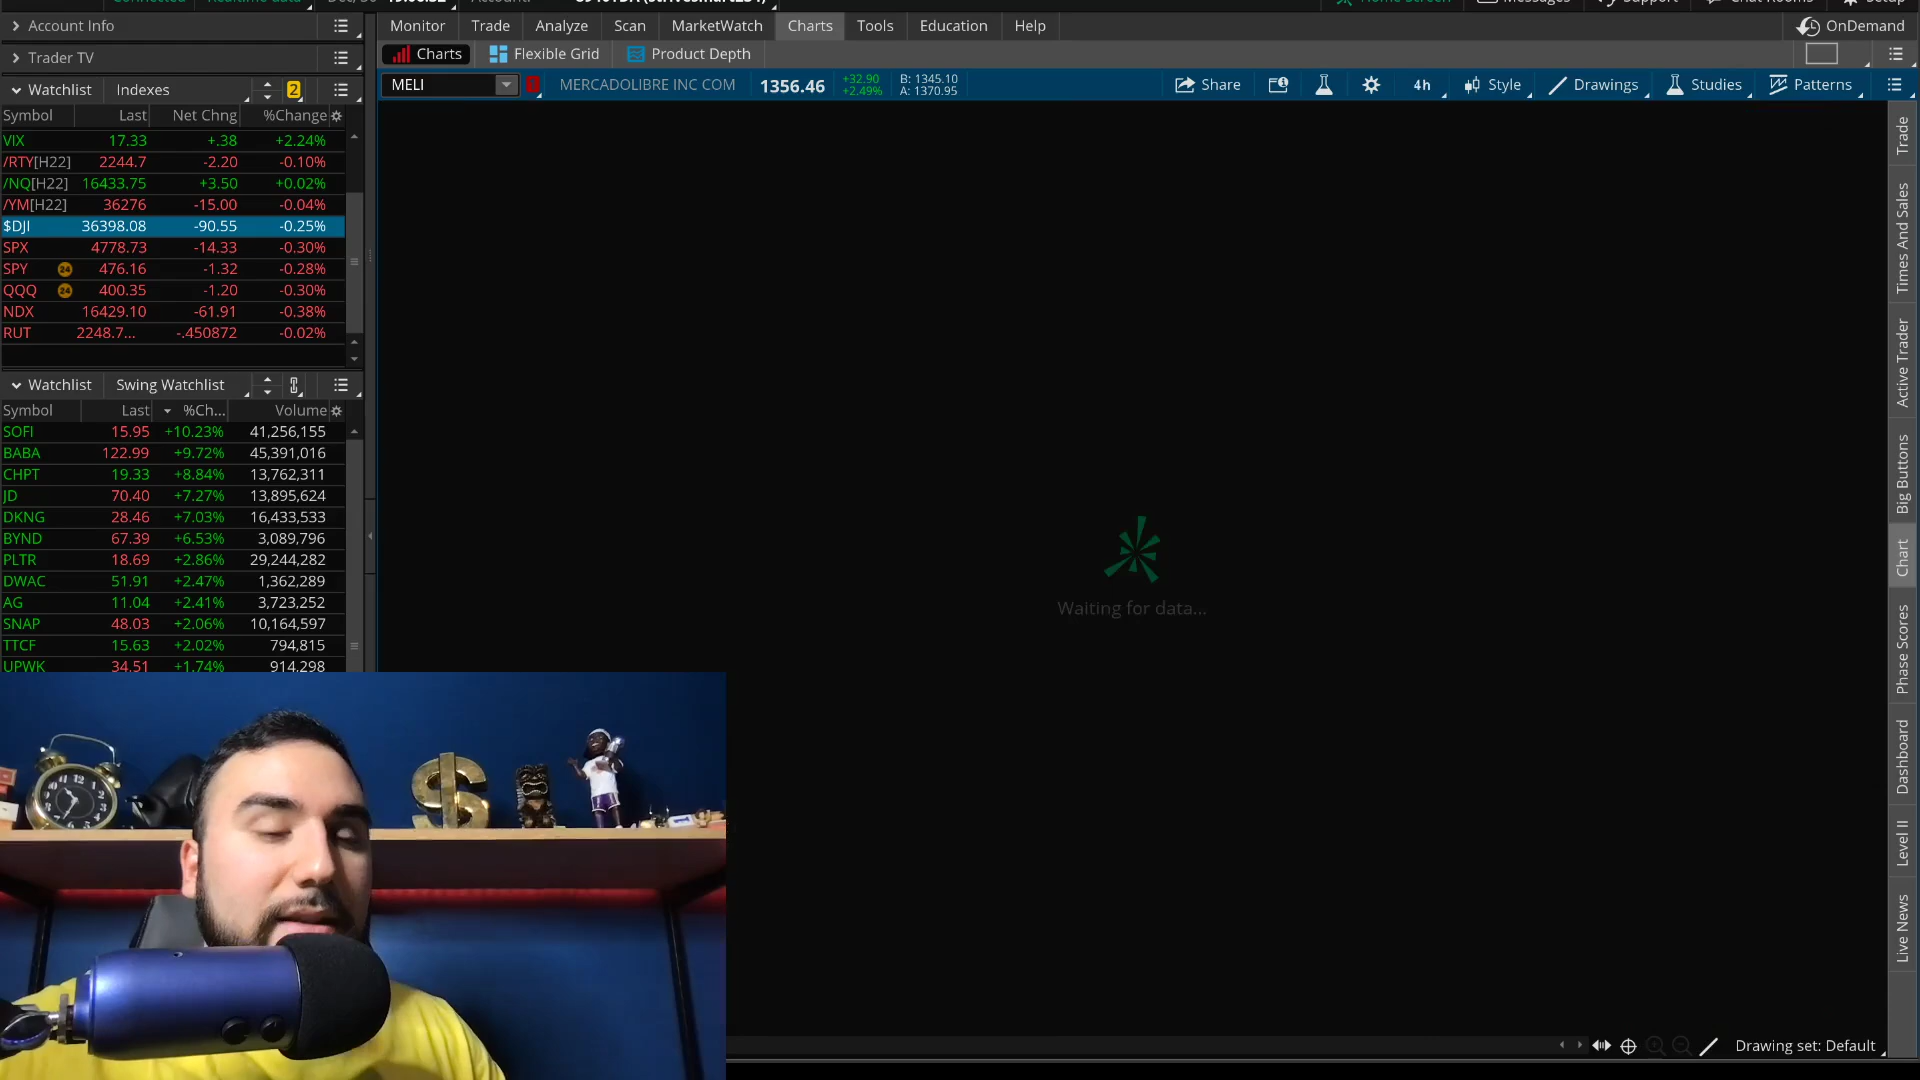 Account Info
Monitor Trade Analyze Scan MarketWatch Charts Tools Education Help OnDemand
Trader TV
Charts Flexible Grid Product Depth
MELI MERCADOLIBRE INC COM 1356.46 +32.90 +2.49% B: 1345.10 A: 1370.95 Share 4h Style Drawings Studies Patterns
Watchlist Indexes 2
Symbol Last Net Chng %Change
VIX 17.33 +.38 +2.24%
/RTY[H22] 2244.7 -2.20 -0.10%
/NQ[H22] 16433.75 +3.50 +0.02%
/YM[H22] 36276 -15.00 -0.04%
$DJI 36398.08 -90.55 -0.25%
SPX 4778.73 -14.33 -0.30%
SPY 24 476.16 -1.32 -0.28%
QQQ 24 400.35 -1.20 -0.30%
NDX 16429.10 -61.91 -0.38%
RUT 2248.7... -.450872 -0.02%
Watchlist Swing Watchlist
Symbol Last %Ch... Volume
SOFI 15.95 +10.23% 41,256,155
BABA 122.99 +9.72% 45,391,016
CHPT 19.33 +8.84% 13,762,311
JD 70.40 +7.27% 13,895,624
DKNG 28.46 +7.03% 16,433,533
BYND 67.39 +6.53% 3,089,796
PLTR 18.69 +2.86% 29,244,282
DWAC 51.91 +2.47% 1,362,289
AG 11.04 +2.41% 3,723,252
SNAP 48.03 +2.06% 10,164,597
TTCF 15.63 +2.02% 794,815
UPWK 34.51 +1.74% 914,298
Waiting for data...
Trade
Times And Sales
Active Trader
Big Buttons
Chart
Phase Scores
Dashboard
Level II
Live News
Drawing set: Default